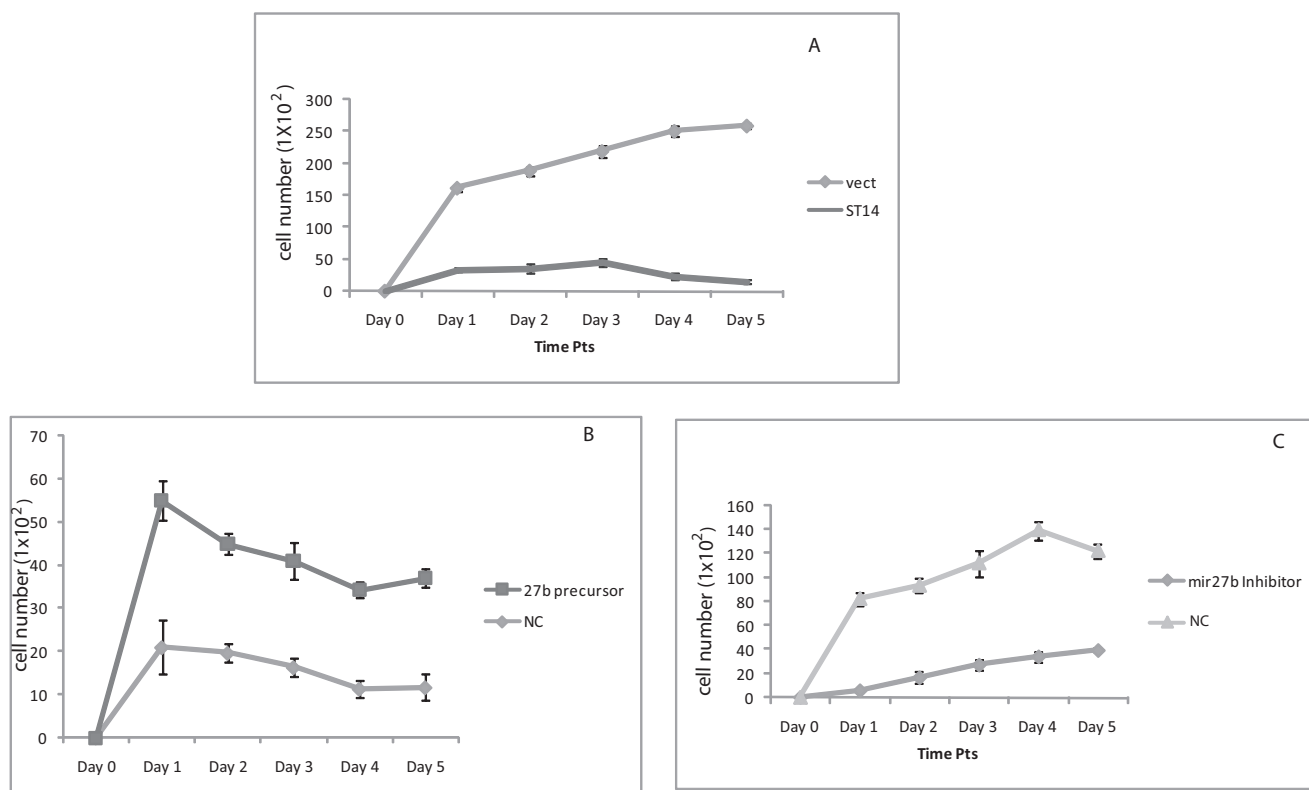 A
cell number (1X10²)
300
250
200
150
100
50
0
Day 0 Day 1 Day 2 Day 3 Day 4 Day 5
Time Pts
vect
ST14
B
cell number (1x10²)
70
60
50
40
30
20
10
0
Day 0 Day 1 Day 2 Day 3 Day 4 Day 5
27b precursor
NC
C
cell number (1x10²)
160
140
120
100
80
60
40
20
0
Day 0 Day 1 Day 2 Day 3 Day 4 Day 5
Time Pts
mir27b Inhibitor
NC